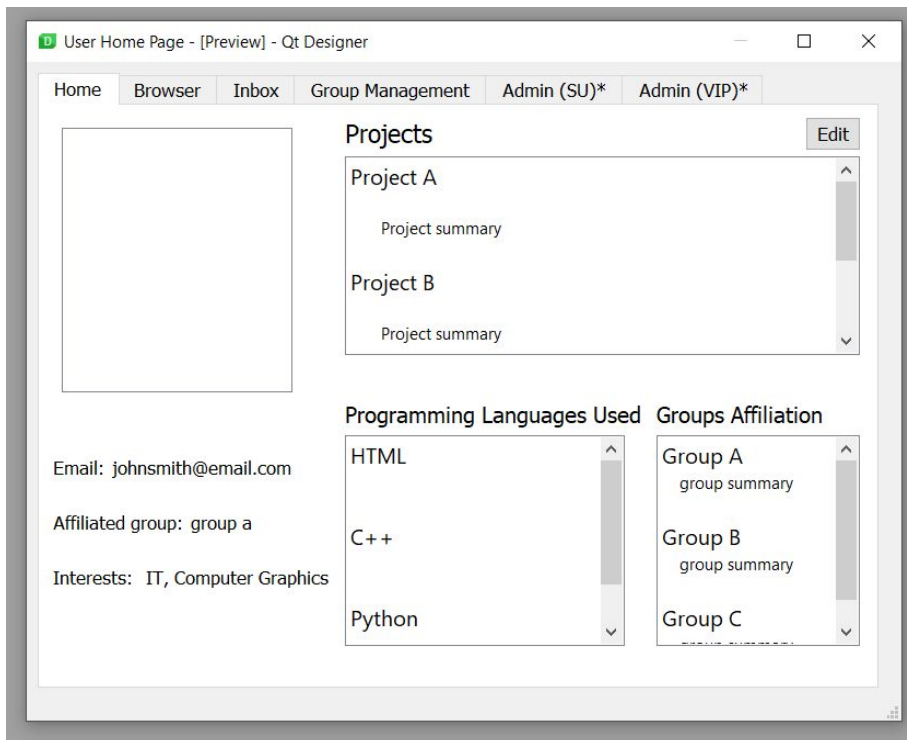 User Home Page - [Preview] - Qt Designer
Home Browser Inbox Group Management Admin (SU)* Admin (VIP)*
Projects Edit
Project A
Project summary
Project B
Project summary
Programming Languages Used
HTML
C++
Python
Groups Affiliation
Group A
group summary
Group B
group summary
Group C
Email: johnsmith@email.com
Affiliated group: group a
Interests: IT, Computer Graphics